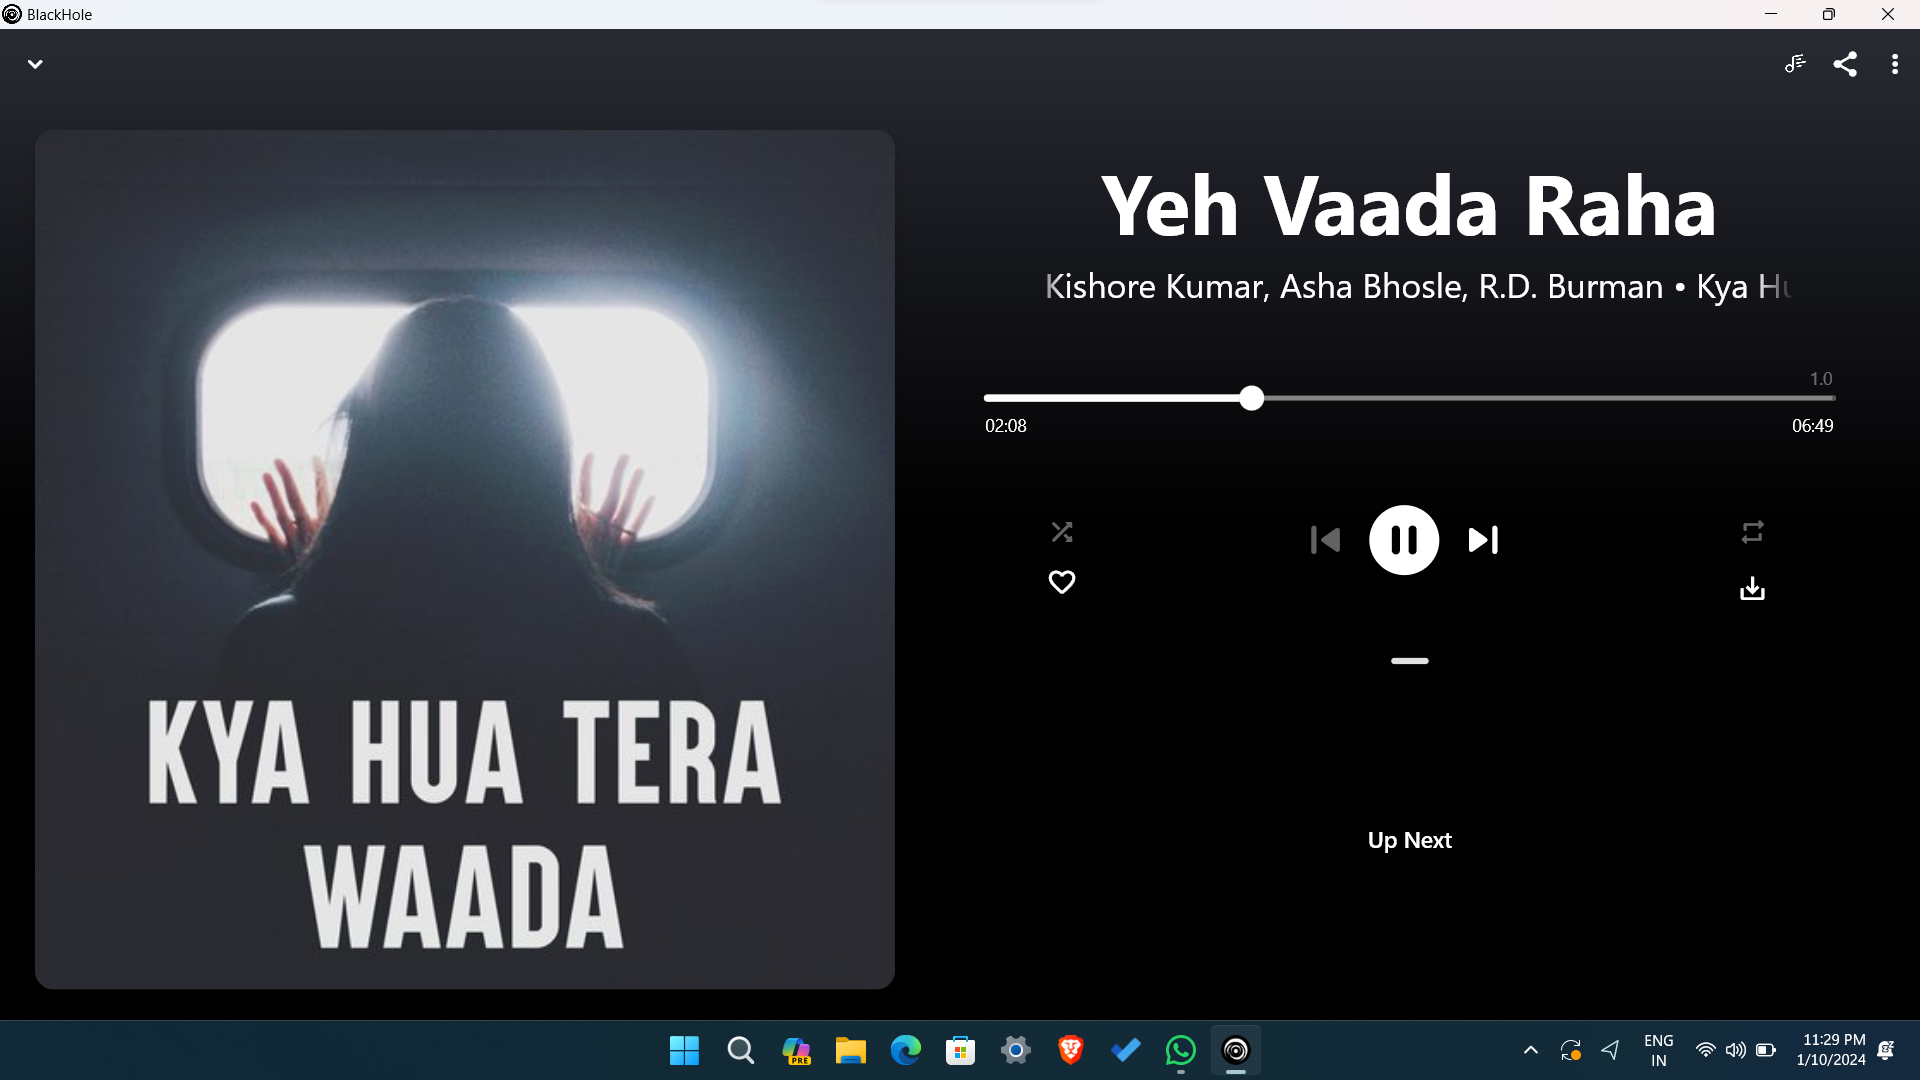 BlackHole
Yeh Vaada Raha
Kishore Kumar, Asha Bhosle, R.D. Burman • Kya Hu
1.0
02:08
06:49
KYA HUA TERA
WAADA
Up Next
PRE
ENG
IN
11:29 PM
1/10/2024